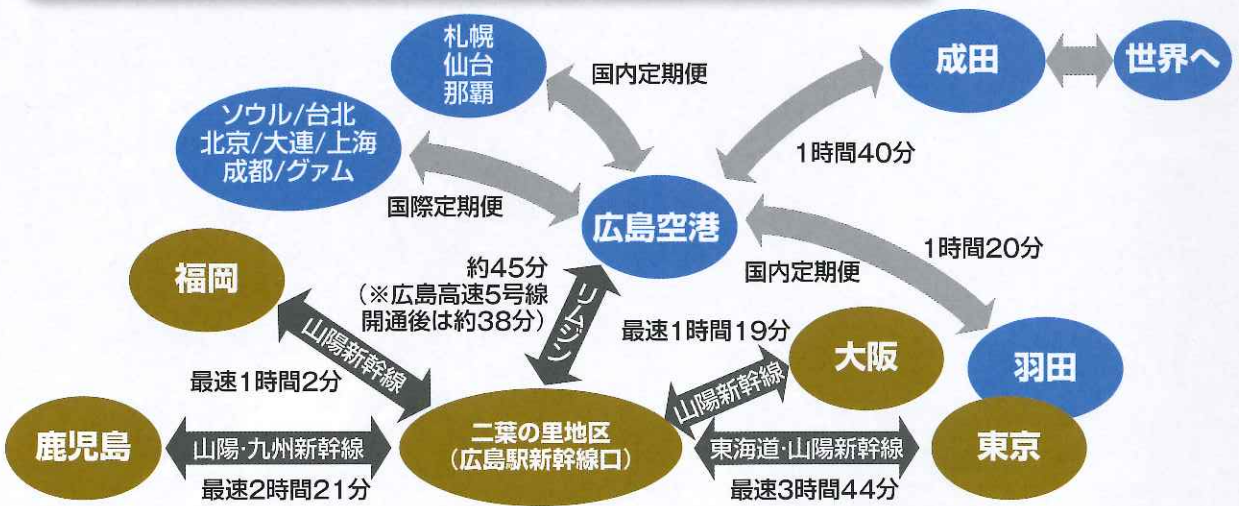 札幌
仙台
那覇
国内定期便
成田
世界へ
ソウル/台北
北京/大連/上海
成都/グァム
国際定期便
1時間40分
広島空港
1時間20分
国内定期便
福岡
約45分
(※広島高速5号線
開通後は約38分)
リムジン
最速1時間19分
大阪
羽田
山陽新幹線
最速1時間2分
山陽新幹線
鹿児島
山陽・九州新幹線
最速2時間21分
二葉の里地区
(広島駅新幹線口)
東海道・山陽新幹線
最速3時間44分
東京